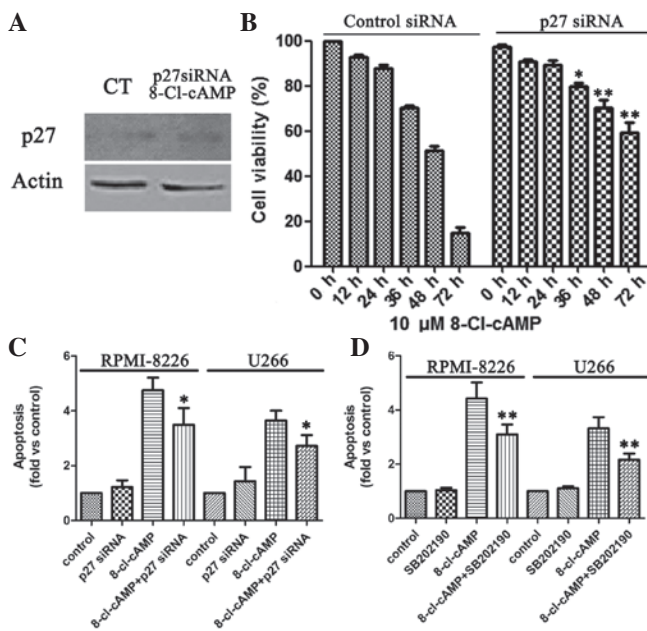 A
CT
p27siRNA
8-Cl-cAMP
p27
Actin
B
Control siRNA
p27 siRNA
Cell viability (%)
100
80
60
40
20
0
*
**
**
0 h
12 h
24 h
36 h
48 h
72 h
0 h
12 h
24 h
36 h
48 h
72 h
10 μM 8-Cl-cAMP
C
RPMI-8226
U266
Apoptosis
(fold vs control)
6
4
2
0
*
*
control
p27 siRNA
8-cl-cAMP
8-cl-cAMP+p27 siRNA
control
p27 siRNA
8-cl-cAMP
8-cl-cAMP+p27 siRNA
D
RPMI-8226
U266
Apoptosis
(fold vs control)
6
4
2
0
**
**
control
SB202190
8-cl-cAMP
8-cl-cAMP+SB202190
control
SB202190
8-cl-cAMP
8-cl-cAMP+SB202190